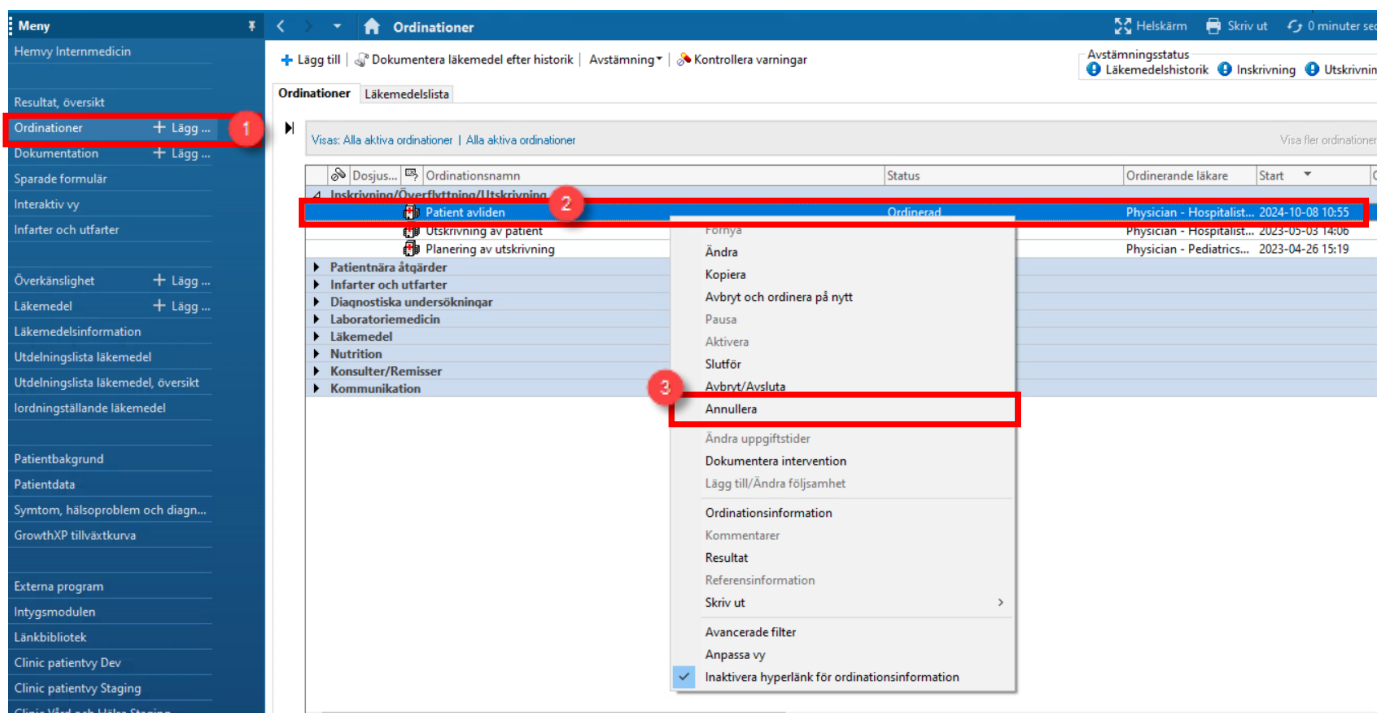 Meny
Ordinationer
Helskärm Skriv ut 0 minuter
Hemvy Internmedicin
Resultat, översikt
Ordinationer + Lägg ...
1
Dokumentation + Lägg ...
Sparade formulär
Interaktiv vy
Infarter och utfarter
Överkänslighet + Lägg ...
Läkemedel + Lägg ...
Läkemedelsinformation
Utdelningslista läkemedel
Utdelningslista läkemedel, översikt
Iordningställande läkemedel
Patientbakgrund
Patientdata
Symtom, hälsoproblem och diagn...
GrowthXP tillväxtkurva
Externa program
Intygsmodulen
Länkbibliotek
Clinic patientvy Dev
Clinic patientvy Staging
Clinic Vård och Hälsa Staging
+ Lägg till | Dokumentera läkemedel efter historik | Avstämning | Kontrollera varningar
Avstämningsstatus
Läkemedelshistorik Inskrivning Utskrivnin
Ordinationer Läkemedelslista
Visas: Alla aktiva ordinationer | Alla aktiva ordinationer
Visa fler ordinationer
Dosjus... Ordinationsnamn Status Ordinerande läkare Start
Inskrivning/Överflyttning/Utskrivning
2
Patient avliden Ordinerad Physician - Hospitalist... 2024-10-08 10:55
Utskrivning av patient Physician - Hospitalist... 2023-05-03 14:06
Planering av utskrivning Physician - Pediatrics... 2023-04-26 15:19
Patientnära åtgärder
Infarter och utfarter
Diagnostiska undersökningar
Laboratoriemedicin
Läkemedel
Nutrition
Konsulter/Remisser
Kommunikation
Förnya
Ändra
Kopiera
Avbryt och ordinera på nytt
Pausa
Aktivera
Slutför
Avbryt/Avsluta
3
Annullera
Ändra uppgiftstider
Dokumentera intervention
Lägg till/Ändra följsamhet
Ordinationsinformation
Kommentarer
Resultat
Referensinformation
Skriv ut
Avancerade filter
Anpassa vy
Inaktivera hyperlänk för ordinationsinformation